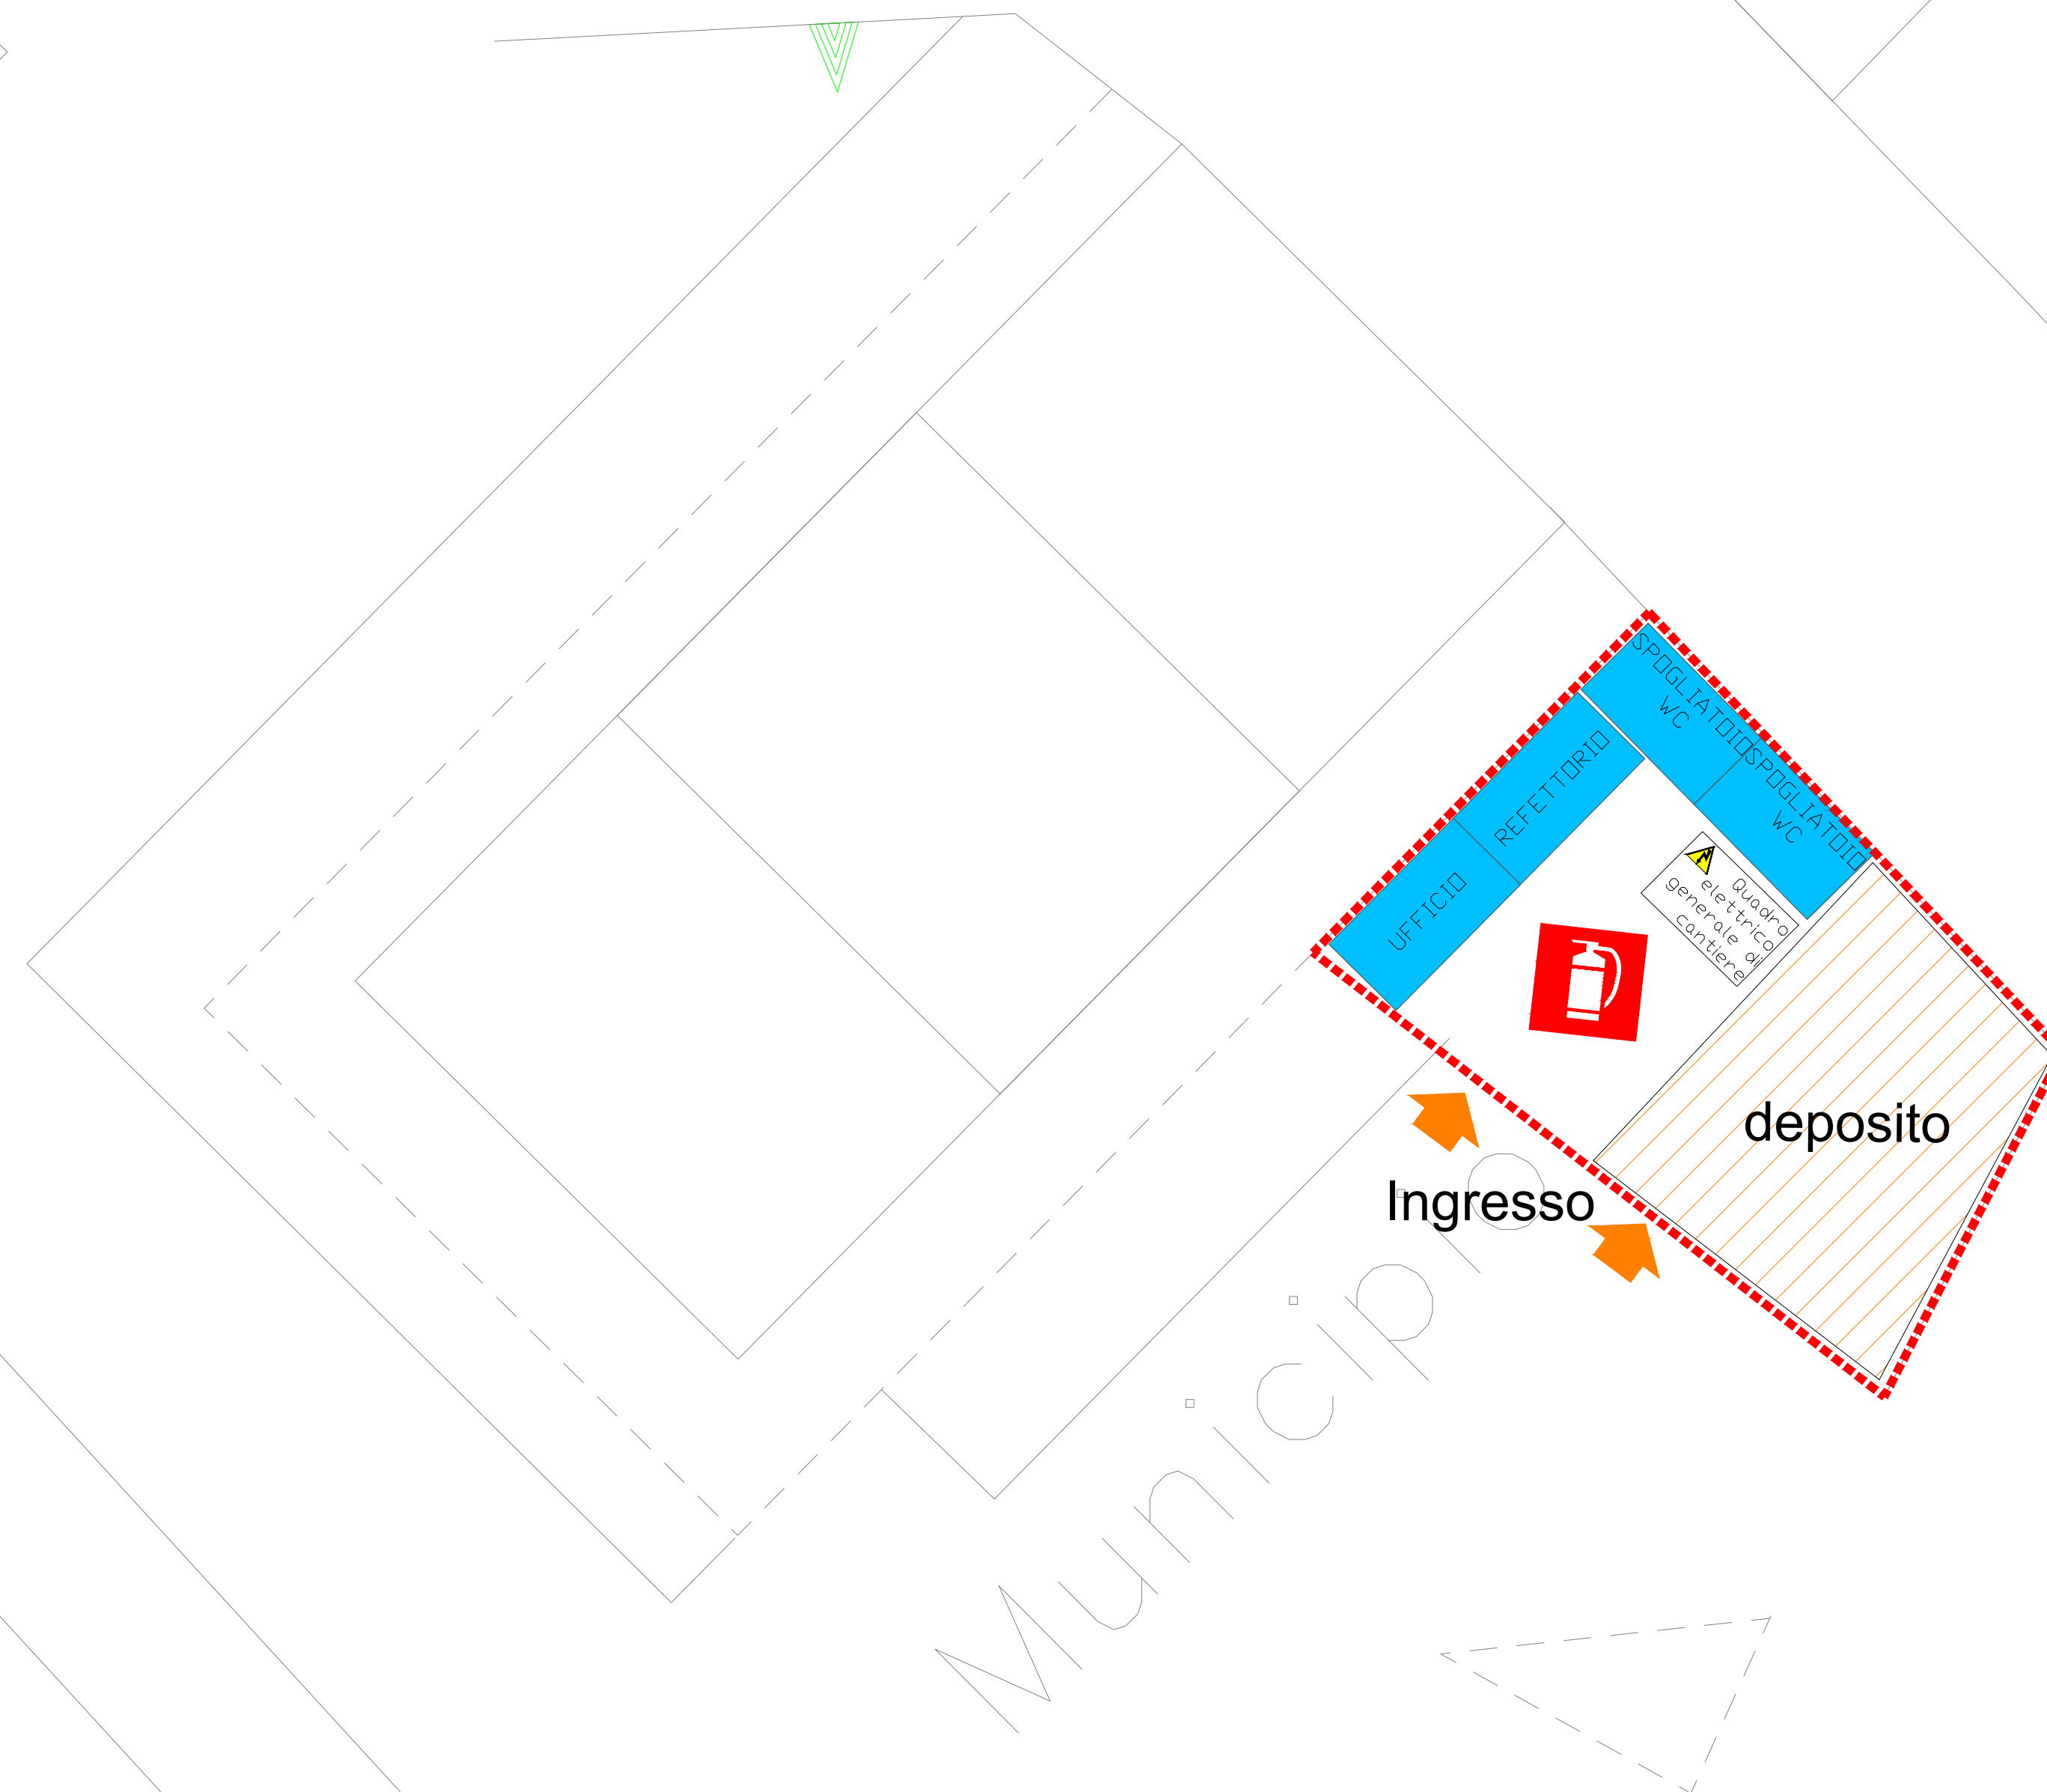 SPOGLIATOIO
WC
SPOGLIATOIO
WC
REFETTORIO
UFFICIO
Quadro
elettrico
generale di
cantiere
deposito
Ingresso
Municipio